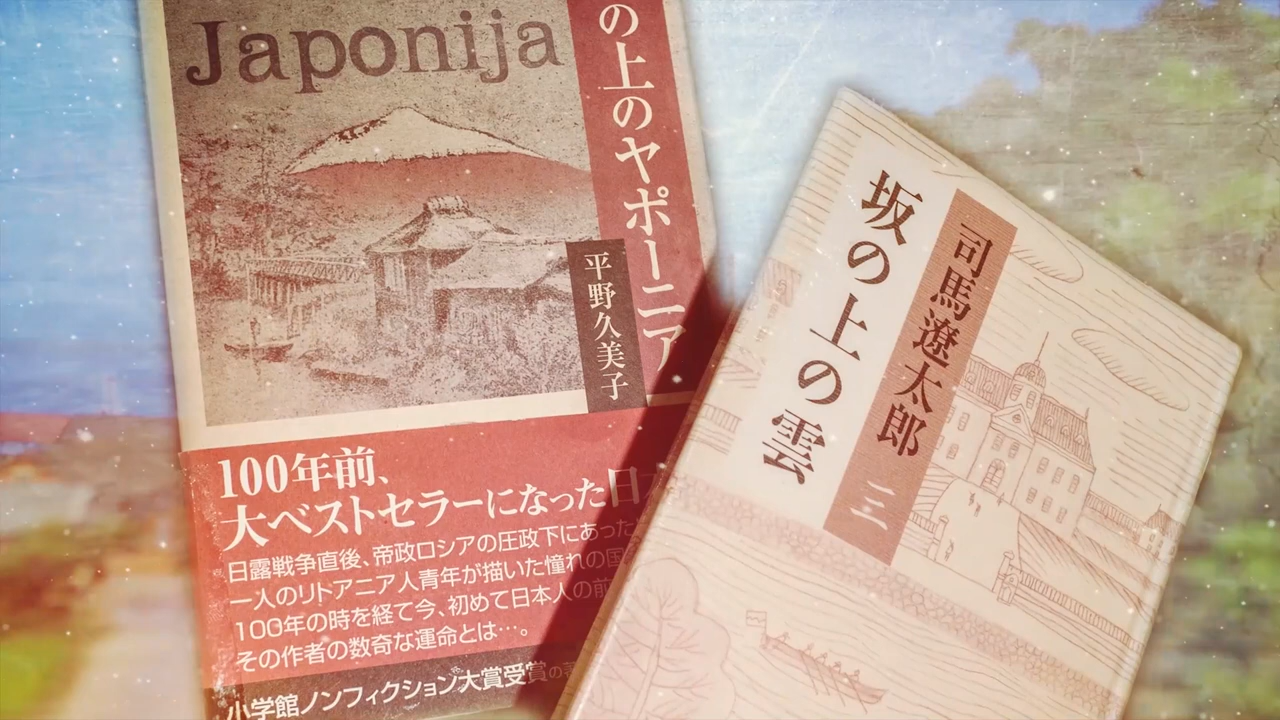 Japonija
の上のヤポーニア
平野久美子
100年前、
大ベストセラーになった日本
日露戦争直後、帝政ロシアの圧政下にあった
一人のリトアニア人青年が描いた憧れの国
100年の時を経て今、初めて日本人の前
その作者の数奇な運命とは…。
小学館ノンフィクション大賞受賞の著
坂の上の雲
司馬遼太郎
三